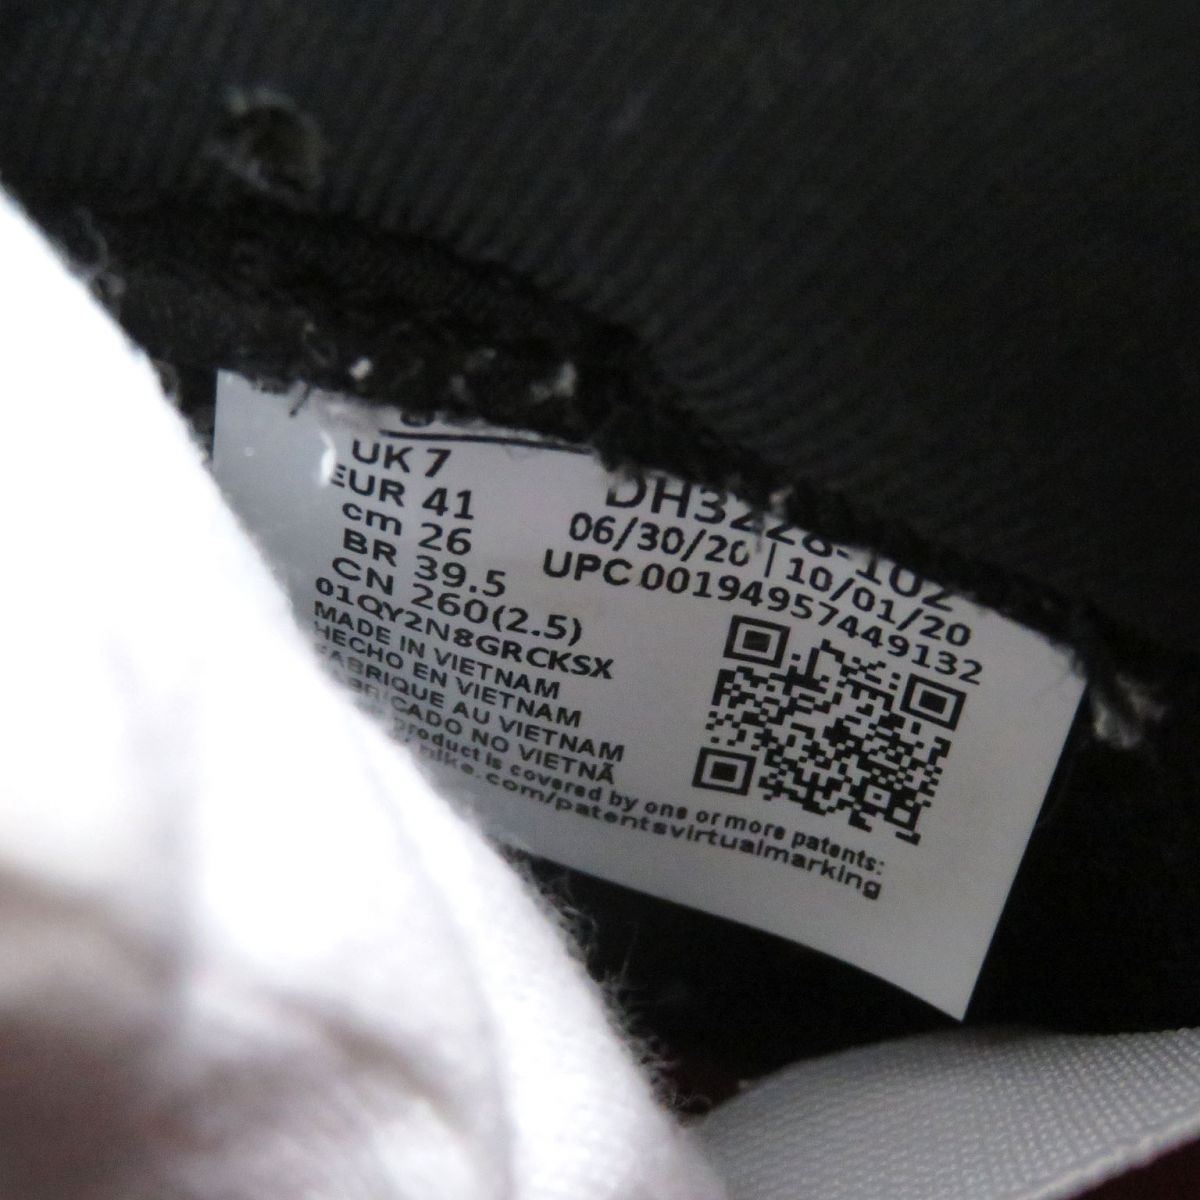 UK 7
EUR 41
cm 26
BR 39.5
CN 260(2.5)
01QY2N8GRCKSX
MADE IN VIETNAM
HECHO EN VIETNAM
FABRIQUE AU VIETNAM
FABRICADO NO VIETNÃ
product is covered by one or more patents:
nike.com/patentsvirtualmarking
DH3228-102
06/30/20 | 10/01/20
UPC 00194957449132